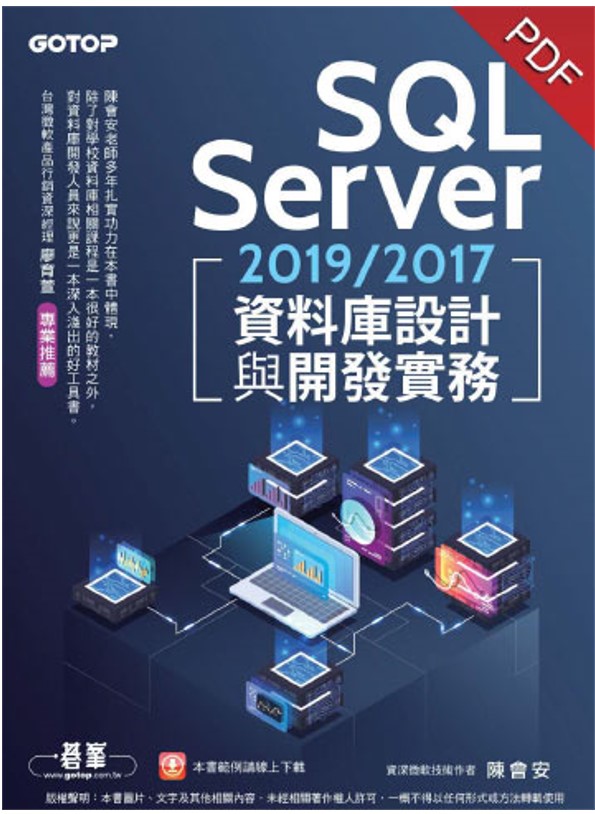 GOTOP
PDF
SQL
Server
2019/2017
資料庫設計
與開發實務
陳會安老師多年扎實功力在本書中體現，
除了對學校資料庫相關課程是一本很好的教材之外，
對資料庫開發人員來說更是一本深入淺出的好工具書。
台灣微軟產品行銷資深經理 廖育萱 專業推薦
碁峯
www.gotop.com.tw
本書範例請線上下載
資深微軟技術作者 陳會安
版權聲明：本書圖片、文字及其他相關內容，未經相關著作權人許可，一概不得以任何形式或方法轉載使用